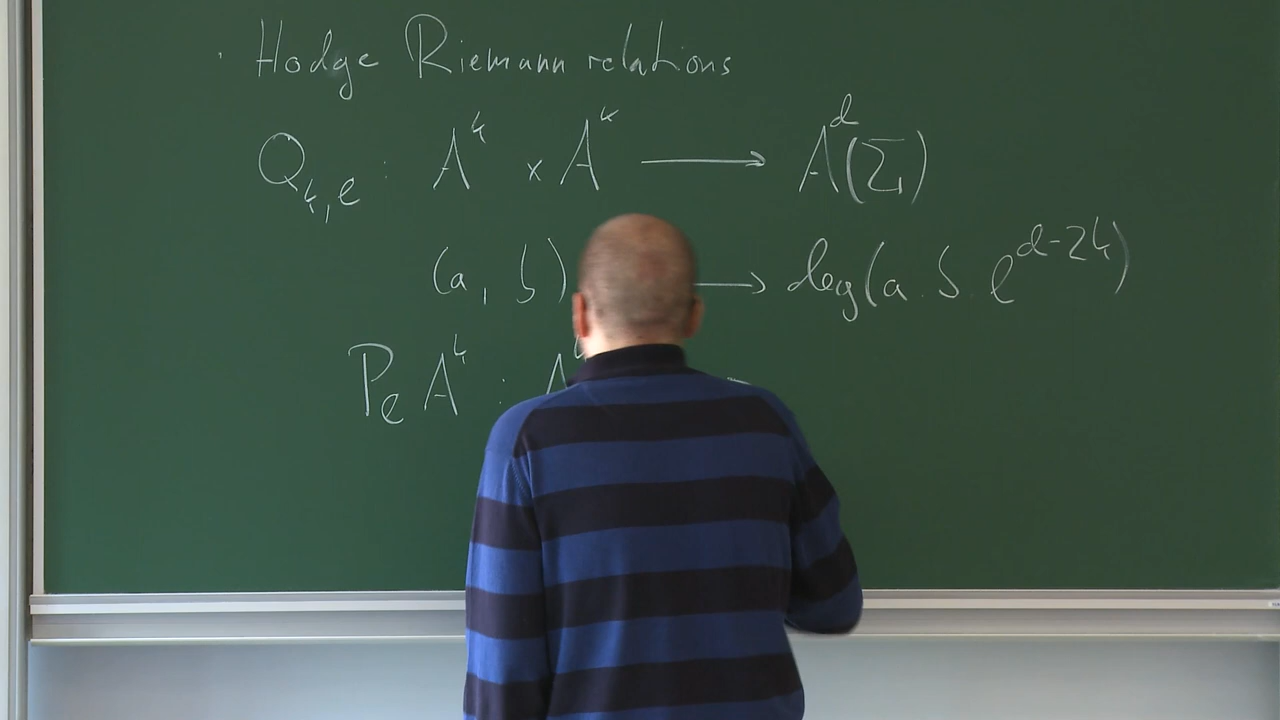 · Hodge Riemann relations
Q_{k,ℓ} : A^k × A^k ⟶ A^d(Σ)
(a, b) ⟶ deg(a . b . ℓ^{d-2k})
P_ℓ A^k : A